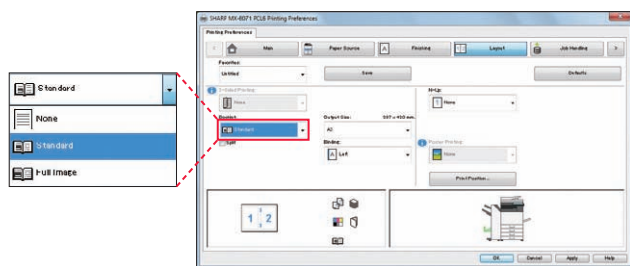 SHARP MX-6071 PCL6 Printing Preferences
Printing Preferences
Main
Paper Source
Finishing
Layout
Job Handling
Favorites:
Untitled
Save
Defaults
2-Sided Printing:
None
N-Up:
None
Booklet:
Standard
Output Size:
297 x 420 mm.
A3
Split
Binding:
Left
Poster Printing:
None
Print Position...
1 2
OK
Cancel
Apply
Help
Standard
None
Standard
Full Image